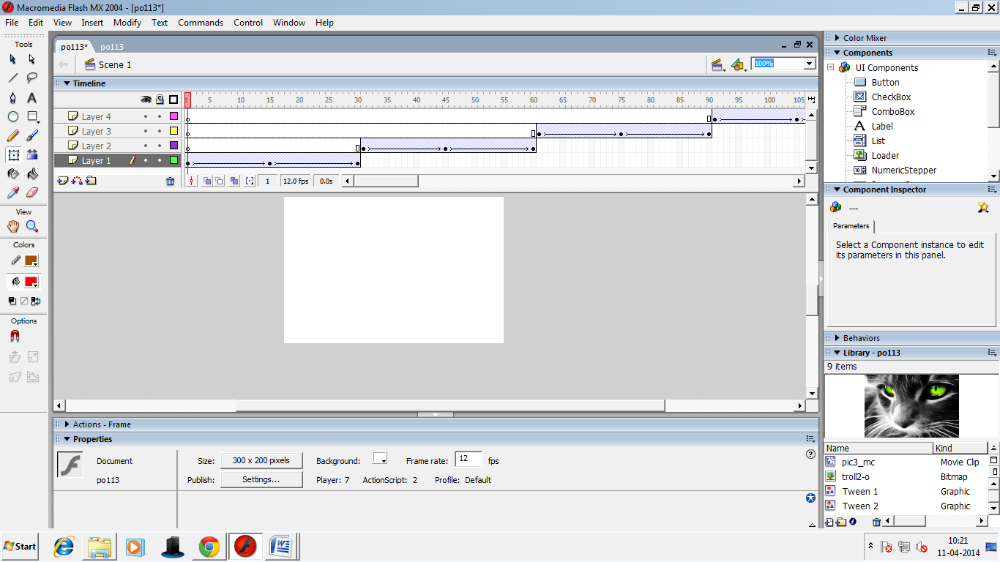 Macromedia Flash MX 2004 - [po113*]
File Edit View Insert Modify Text Commands Control Window Help
Tools
View
Colors
Options
po113* po113
Scene 1
100%
Timeline
1 5 10 15 20 25 30 35 40 45 50 55 60 65 70 75 80 85 90 95 100 105
Layer 4
Layer 3
Layer 2
Layer 1
1 12.0 fps 0.0s
Actions - Frame
Properties
Document
po113
Size: 300 x 200 pixels Background: Frame rate: 12 fps
Publish: Settings... Player: 7 ActionScript: 2 Profile: Default
Color Mixer
Components
UI Components
Button
CheckBox
ComboBox
Label
List
Loader
NumericStepper
Component Inspector
---
Parameters
Select a Component instance to edit
its parameters in this panel.
Behaviors
Library - po113
9 items
Name Kind
pic3_mc Movie Clip
troll2-o Bitmap
Tween 1 Graphic
Tween 2 Graphic
Start
10:21
11-04-2014